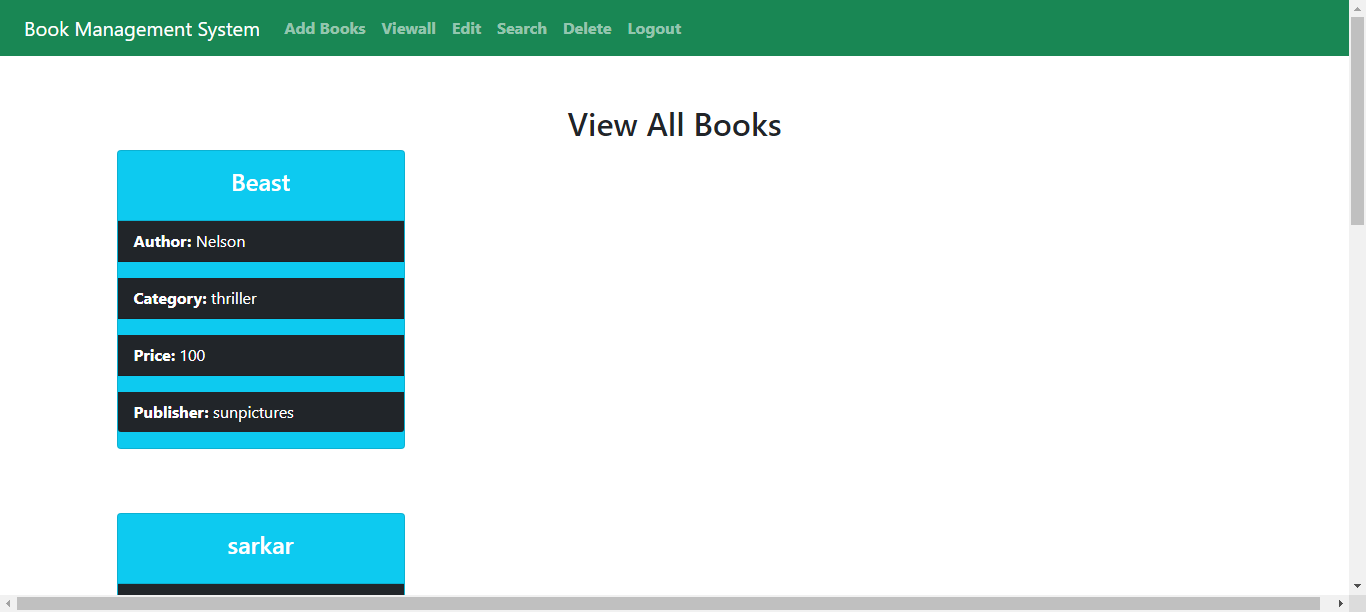 Book Management System Add Books Viewall Edit Search Delete Logout
View All Books
Beast
Author: Nelson
Category: thriller
Price: 100
Publisher: sunpictures
sarkar